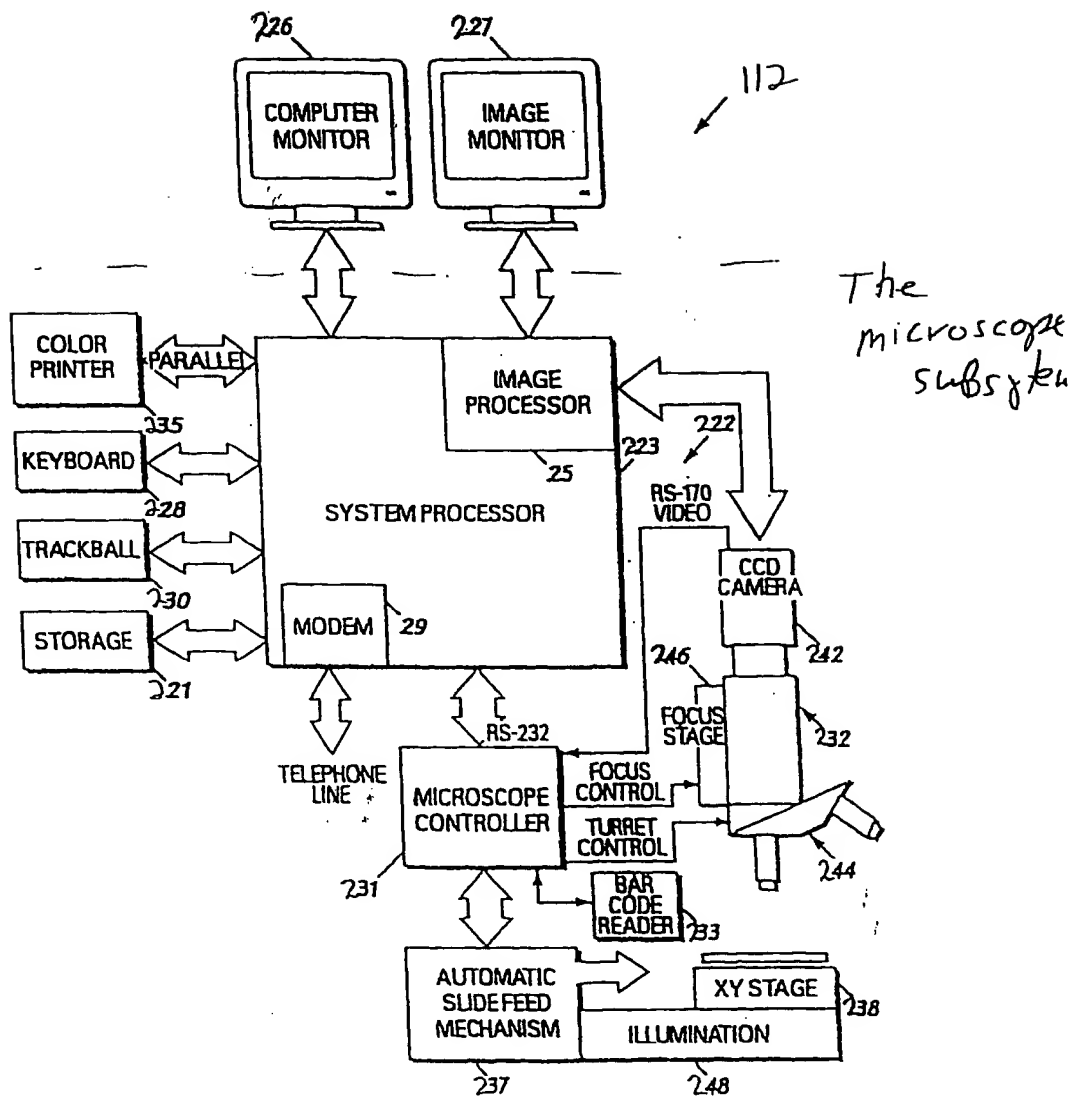 226
227
112
COMPUTER
MONITOR
IMAGE
MONITOR
The
microscope
subsytem
COLOR
PRINTER
PARALLEL
235
IMAGE
PROCESSOR
25
223
222
KEYBOARD
228
SYSTEM PROCESSOR
RS-170
VIDEO
TRACKBALL
230
CCD
CAMERA
242
MODEM
29
STORAGE
221
246
FOCUS
STAGE
232
RS-232
TELEPHONE
LINE
MICROSCOPE
CONTROLLER
231
FOCUS
CONTROL
TURRET
CONTROL
244
BAR
CODE
READER
233
AUTOMATIC
SLIDE FEED
MECHANISM
237
XY STAGE
238
ILLUMINATION
248